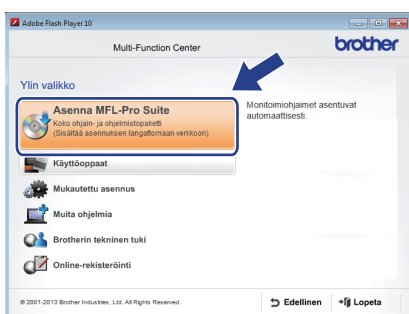 Adobe Flash Player 10
Multi-Function Center
brother
Ylin valikko
Asenna MFL-Pro Suite
Koko ohjain- ja ohjelmistopaketti
(Sisältää asennuksen langattomaan verkkoon)
Monitoimiohjaimet asentuvat
automaattisesti.
Käyttöoppaat
Mukautettu asennus
Muita ohjelmia
Brotherin tekninen tuki
Online-rekisteröinti
© 2001-2013 Brother Industries, Ltd. All Rights Reserved.
Edellinen
Lopeta